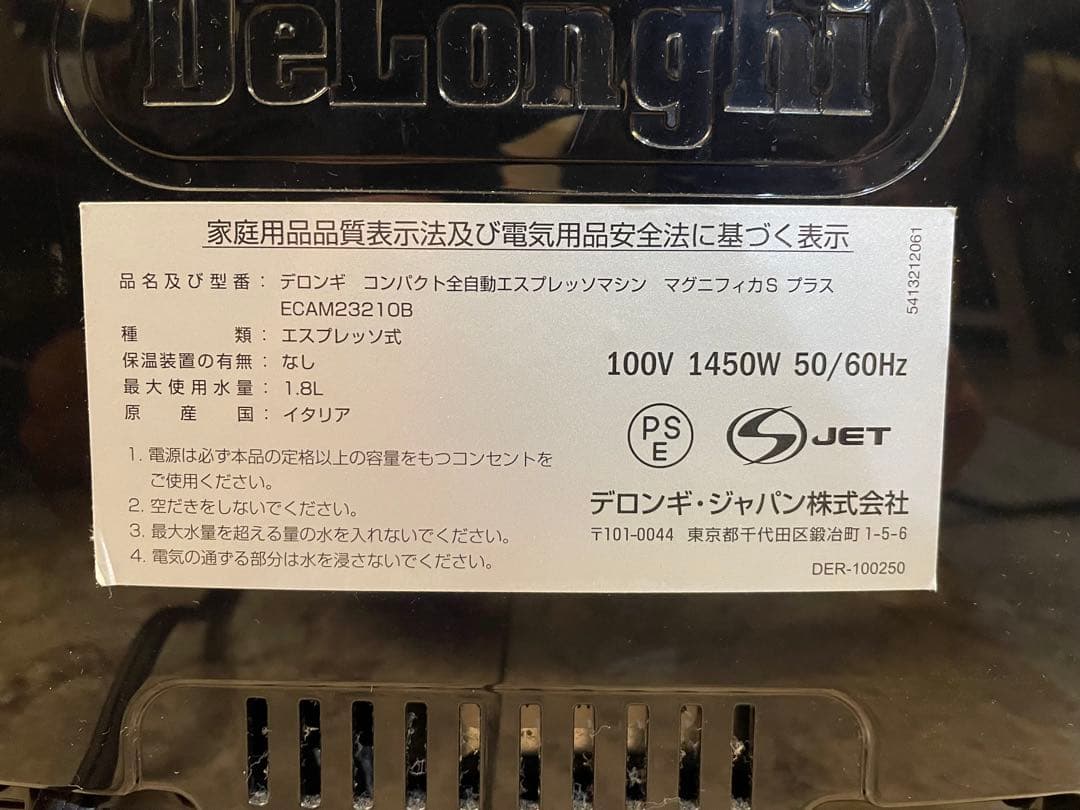 DeLonghi
家庭用品品質表示法及び電気用品安全法に基づく表示
品名及び型番：デロンギ　コンパクト全自動エスプレッソマシン　マグニフィカS プラス
ECAM23210B
種類：エスプレッソ式
保温装置の有無：なし
最大使用水量：1.8L
原産国：イタリア
1. 電源は必ず本品の定格以上の容量をもつコンセントを
ご使用ください。
2. 空だきをしないでください。
3. 最大水量を超える量の水を入れないでください。
4. 電気の通ずる部分は水を浸さないでください。
5413212061
100V 1450W 50/60Hz
PS
E
JET
デロンギ・ジャパン株式会社
〒101-0044 東京都千代田区鍛冶町1-5-6
DER-100250